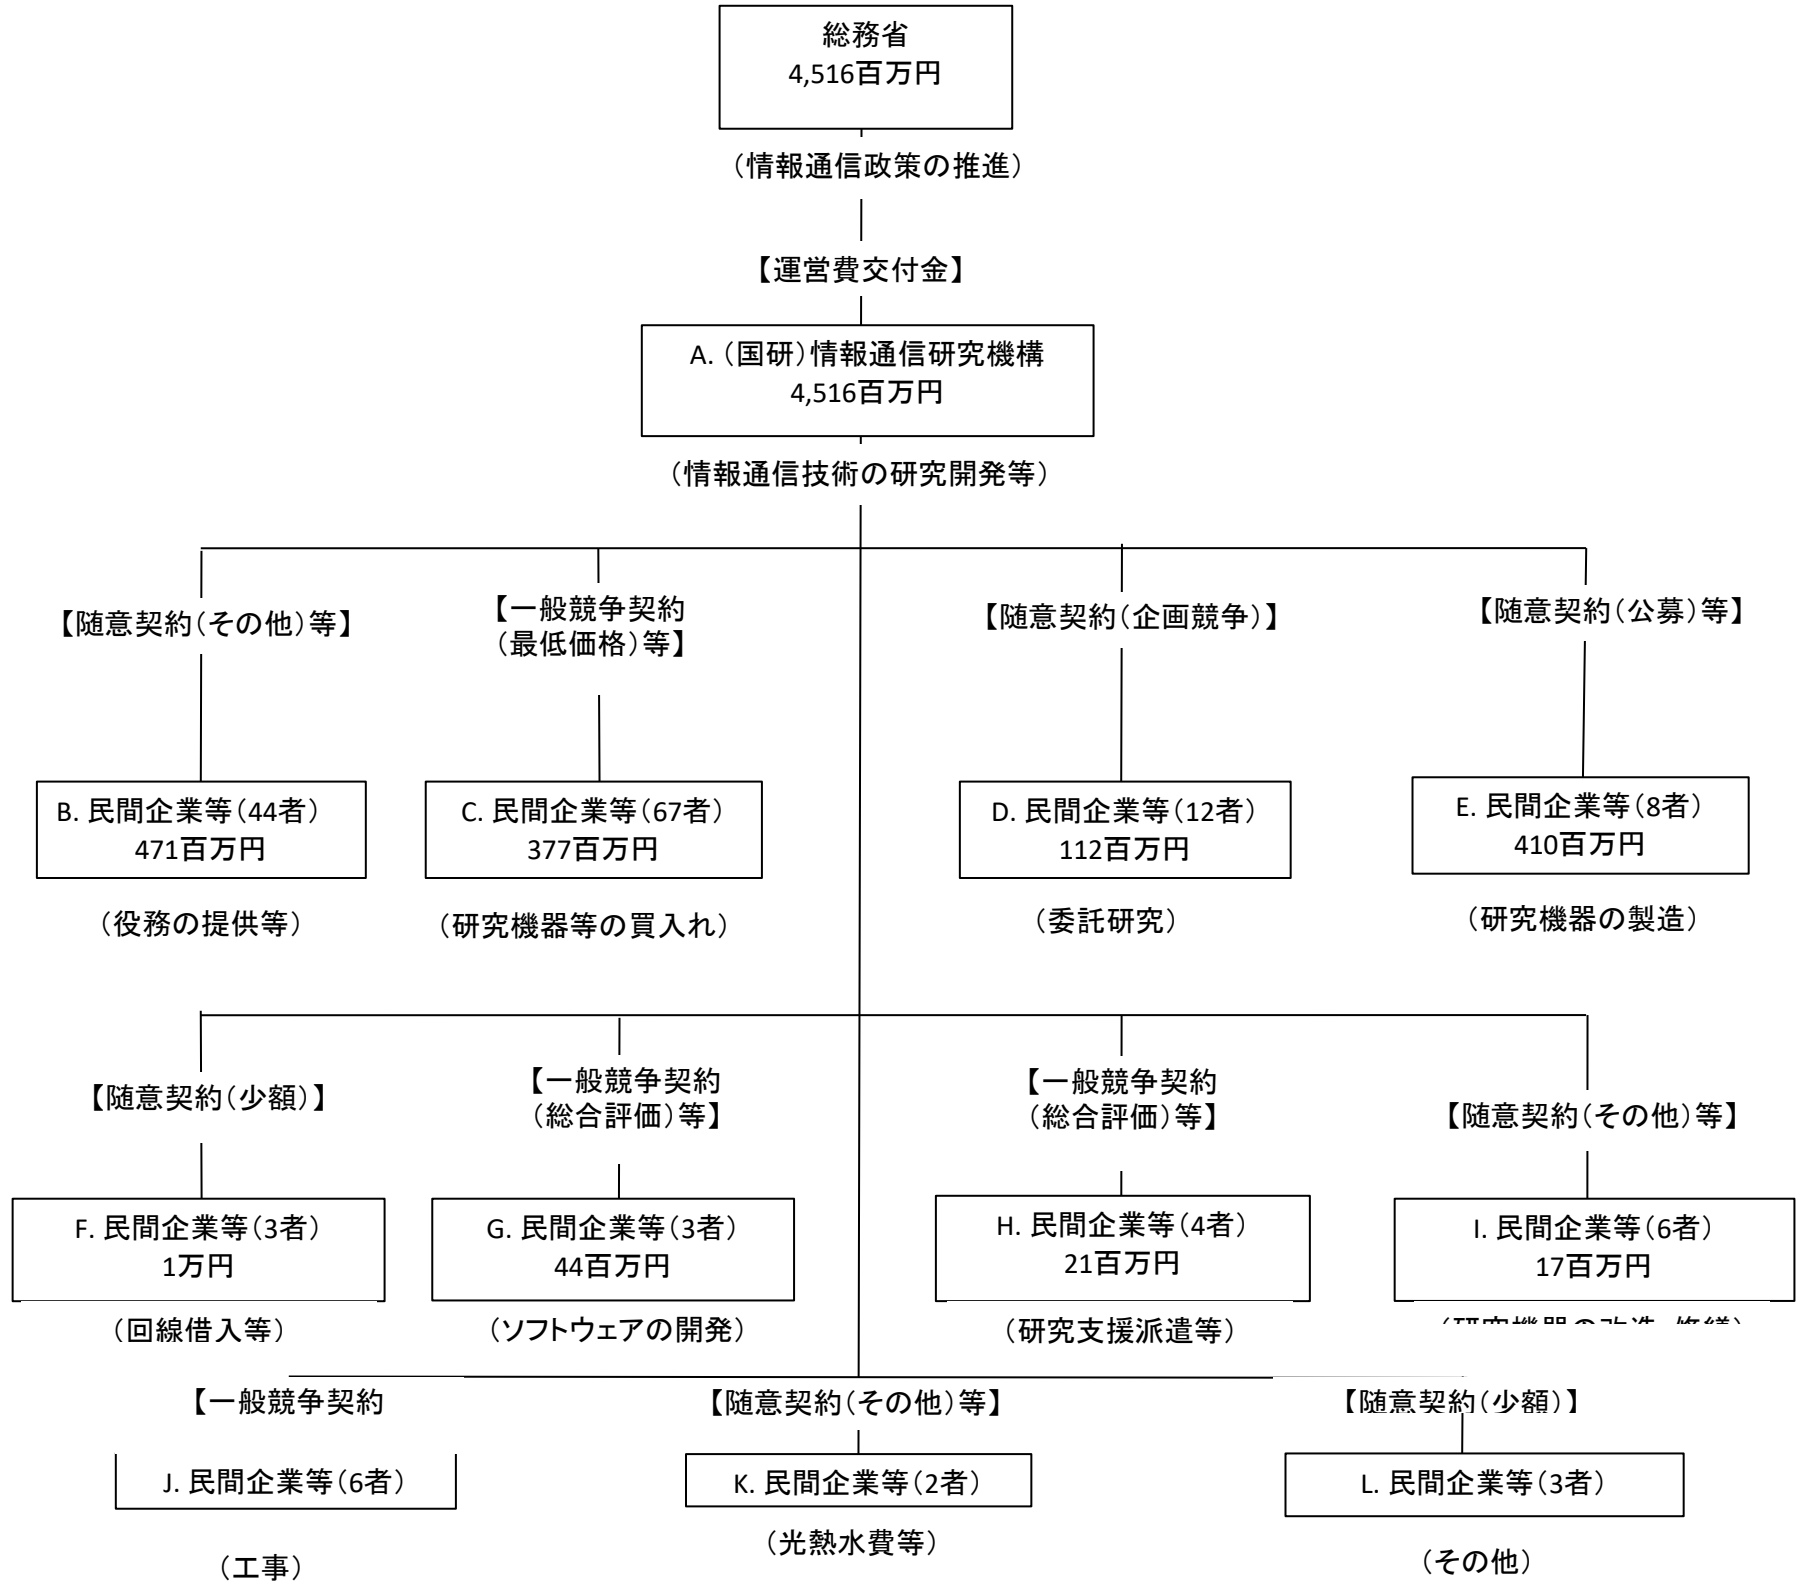 総務省
4,516百万円
（情報通信政策の推進）
【運営費交付金】
A.（国研）情報通信研究機構
4,516百万円
（情報通信技術の研究開発等）
【随意契約（その他）等】
【一般競争契約
（最低価格）等】
【随意契約（企画競争）】
【随意契約（公募）等】
B. 民間企業等（44者）
471百万円
C. 民間企業等（67者）
377百万円
D. 民間企業等（12者）
112百万円
E. 民間企業等（8者）
410百万円
（役務の提供等）
（研究機器等の買入れ）
（委託研究）
（研究機器の製造）
【随意契約（少額）】
【一般競争契約
（総合評価）等】
【一般競争契約
（総合評価）等】
【随意契約（その他）等】
F. 民間企業等（3者）
1万円
G. 民間企業等（3者）
44百万円
H. 民間企業等（4者）
21百万円
I. 民間企業等（6者）
17百万円
（回線借入等）
（ソフトウェアの開発）
（研究支援派遣等）
（研究機器の改造・修繕）
【一般競争契約
【随意契約（その他）等】
【随意契約（少額）】
J. 民間企業等（6者）
K. 民間企業等（2者）
L. 民間企業等（3者）
（工事）
（光熱水費等）
（その他）